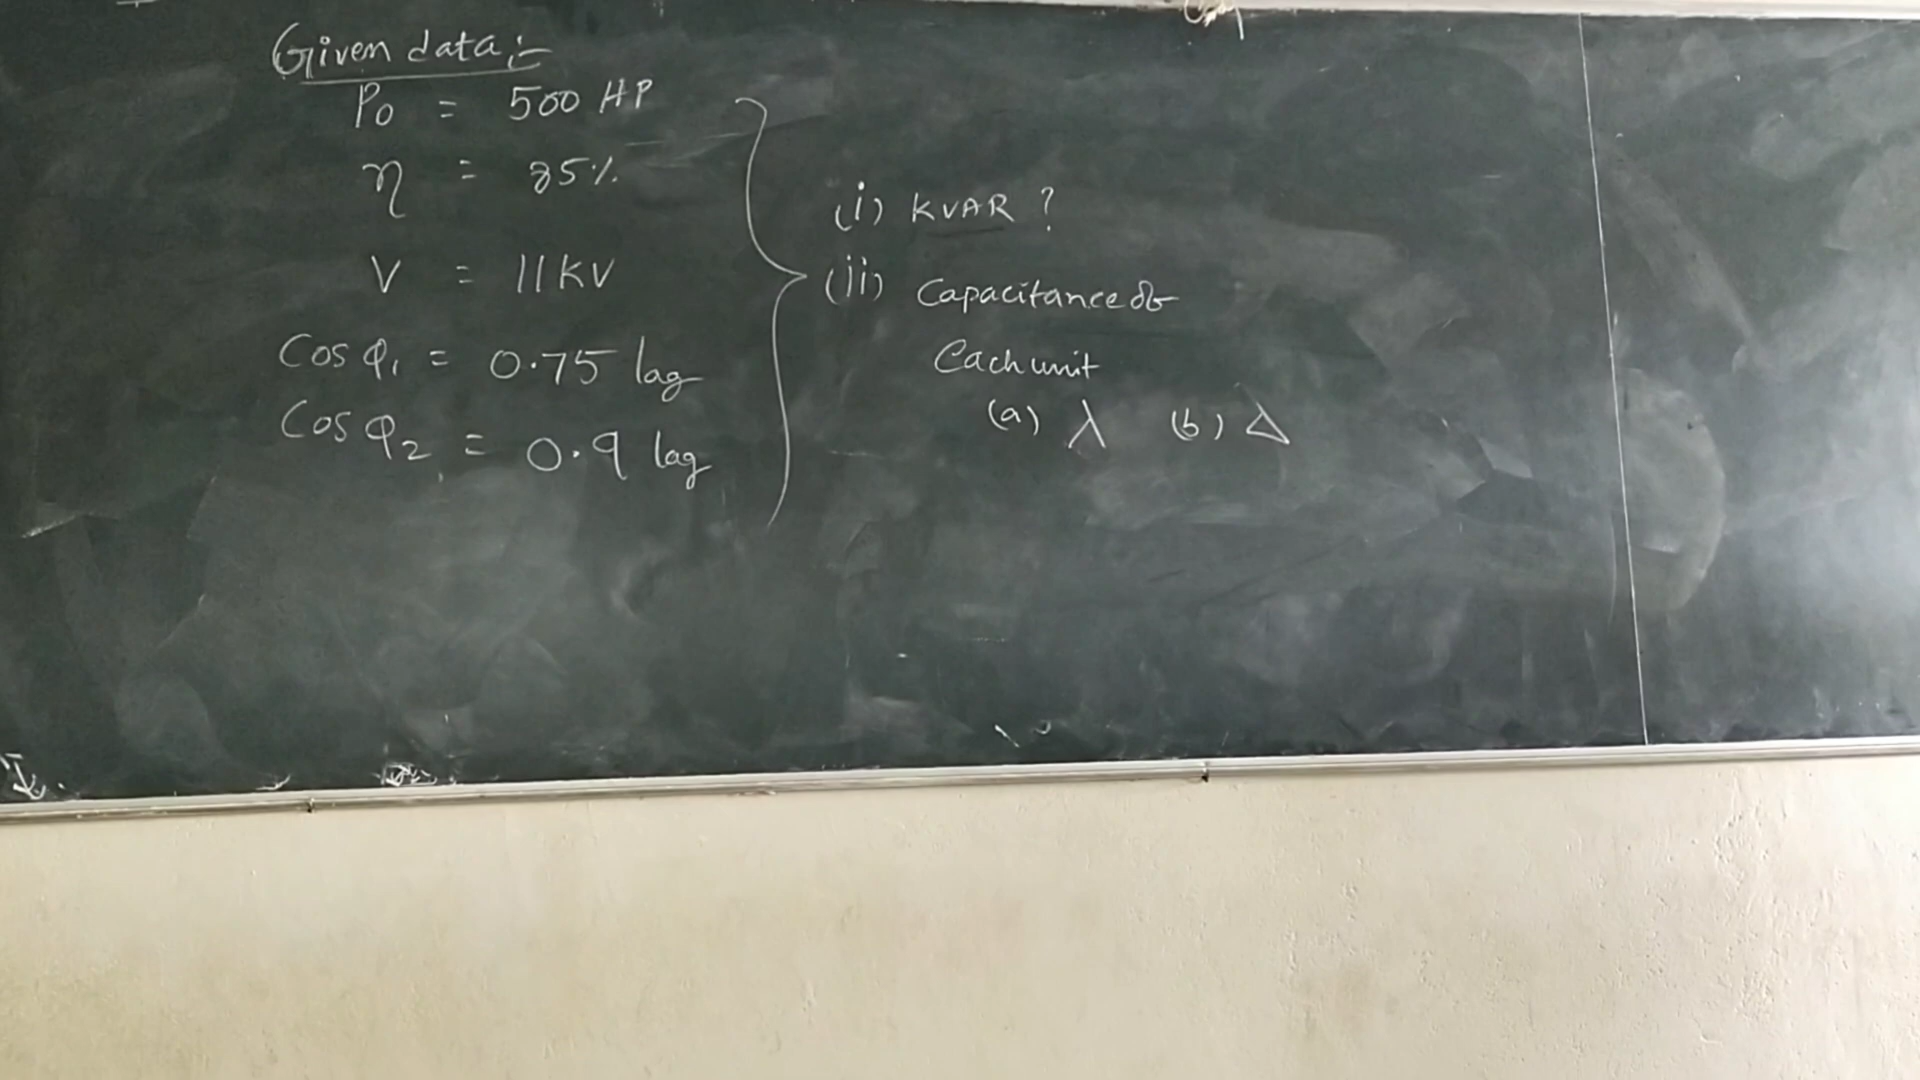 Given data :-
P0 = 500 HP
η = 85%.
V = 11KV
Cos φ1 = 0.75 lag
Cos φ2 = 0.9 lag
(i) KVAR ?
(ii) Capacitance of
Each unit
(a) ⅄ (b) Δ